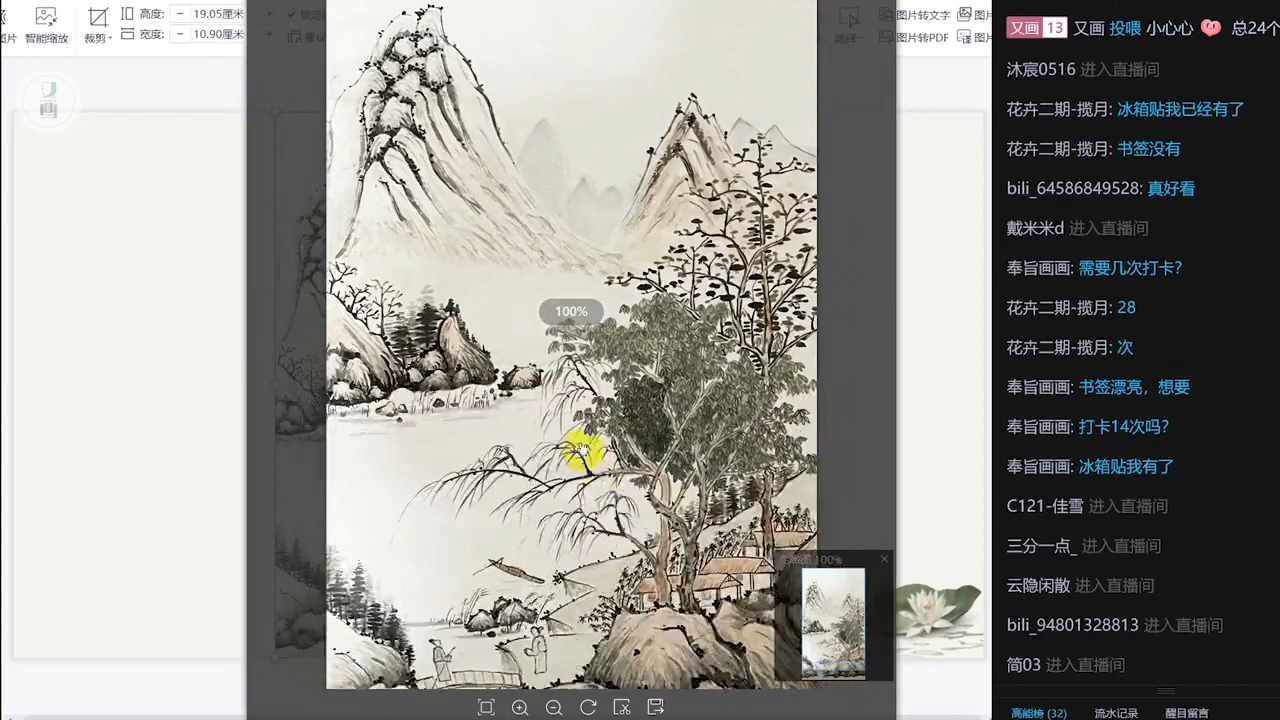 高度: － 19.05厘米 +
图片 智能缩放 裁剪 宽度: － 10.90厘米 +
选择
图片转文字
图片转PDF
100%
100%
又画 13 又画 投喂 小心心 总24个
沐宸0516 进入直播间
花卉二期-揽月: 冰箱贴我已经有了
花卉二期-揽月: 书签没有
bili_64586849528: 真好看
戴米米d 进入直播间
奉旨画画: 需要几次打卡?
花卉二期-揽月: 28
花卉二期-揽月: 次
奉旨画画: 书签漂亮，想要
奉旨画画: 打卡14次吗?
奉旨画画: 冰箱贴我有了
C121-佳雪 进入直播间
三分一点_ 进入直播间
云隐闲散 进入直播间
bili_94801328813 进入直播间
简03 进入直播间
高能榜 (32) 流水记录 醒目留言